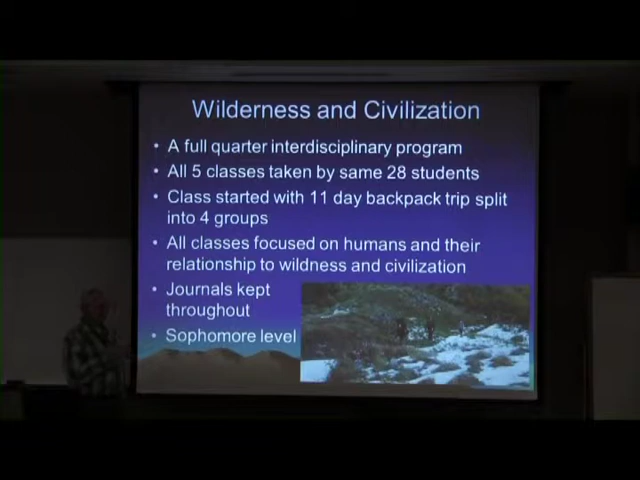 Wilderness and Civilization
• A full quarter interdisciplinary program
• All 5 classes taken by same 28 students
• Class started with 11 day backpack trip split
into 4 groups
• All classes focused on humans and their
relationship to wildness and civilization
• Journals kept
throughout
• Sophomore level